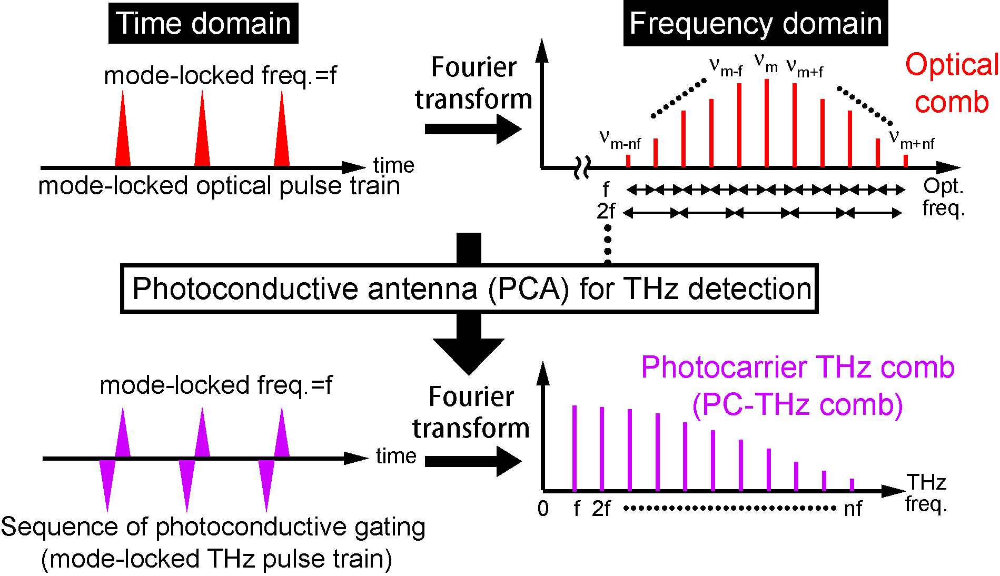 Time domain
Frequency domain
mode-locked freq.=f
time
mode-locked optical pulse train
Fourier
transform
νm-f νm νm+f
Optical
comb
νm-nf
νm+nf
f
2f
Opt.
freq.
Photoconductive antenna (PCA) for THz detection
mode-locked freq.=f
time
Sequence of photoconductive gating
(mode-locked THz pulse train)
Fourier
transform
Photocarrier THz comb
(PC-THz comb)
0 f 2f nf
THz
freq.